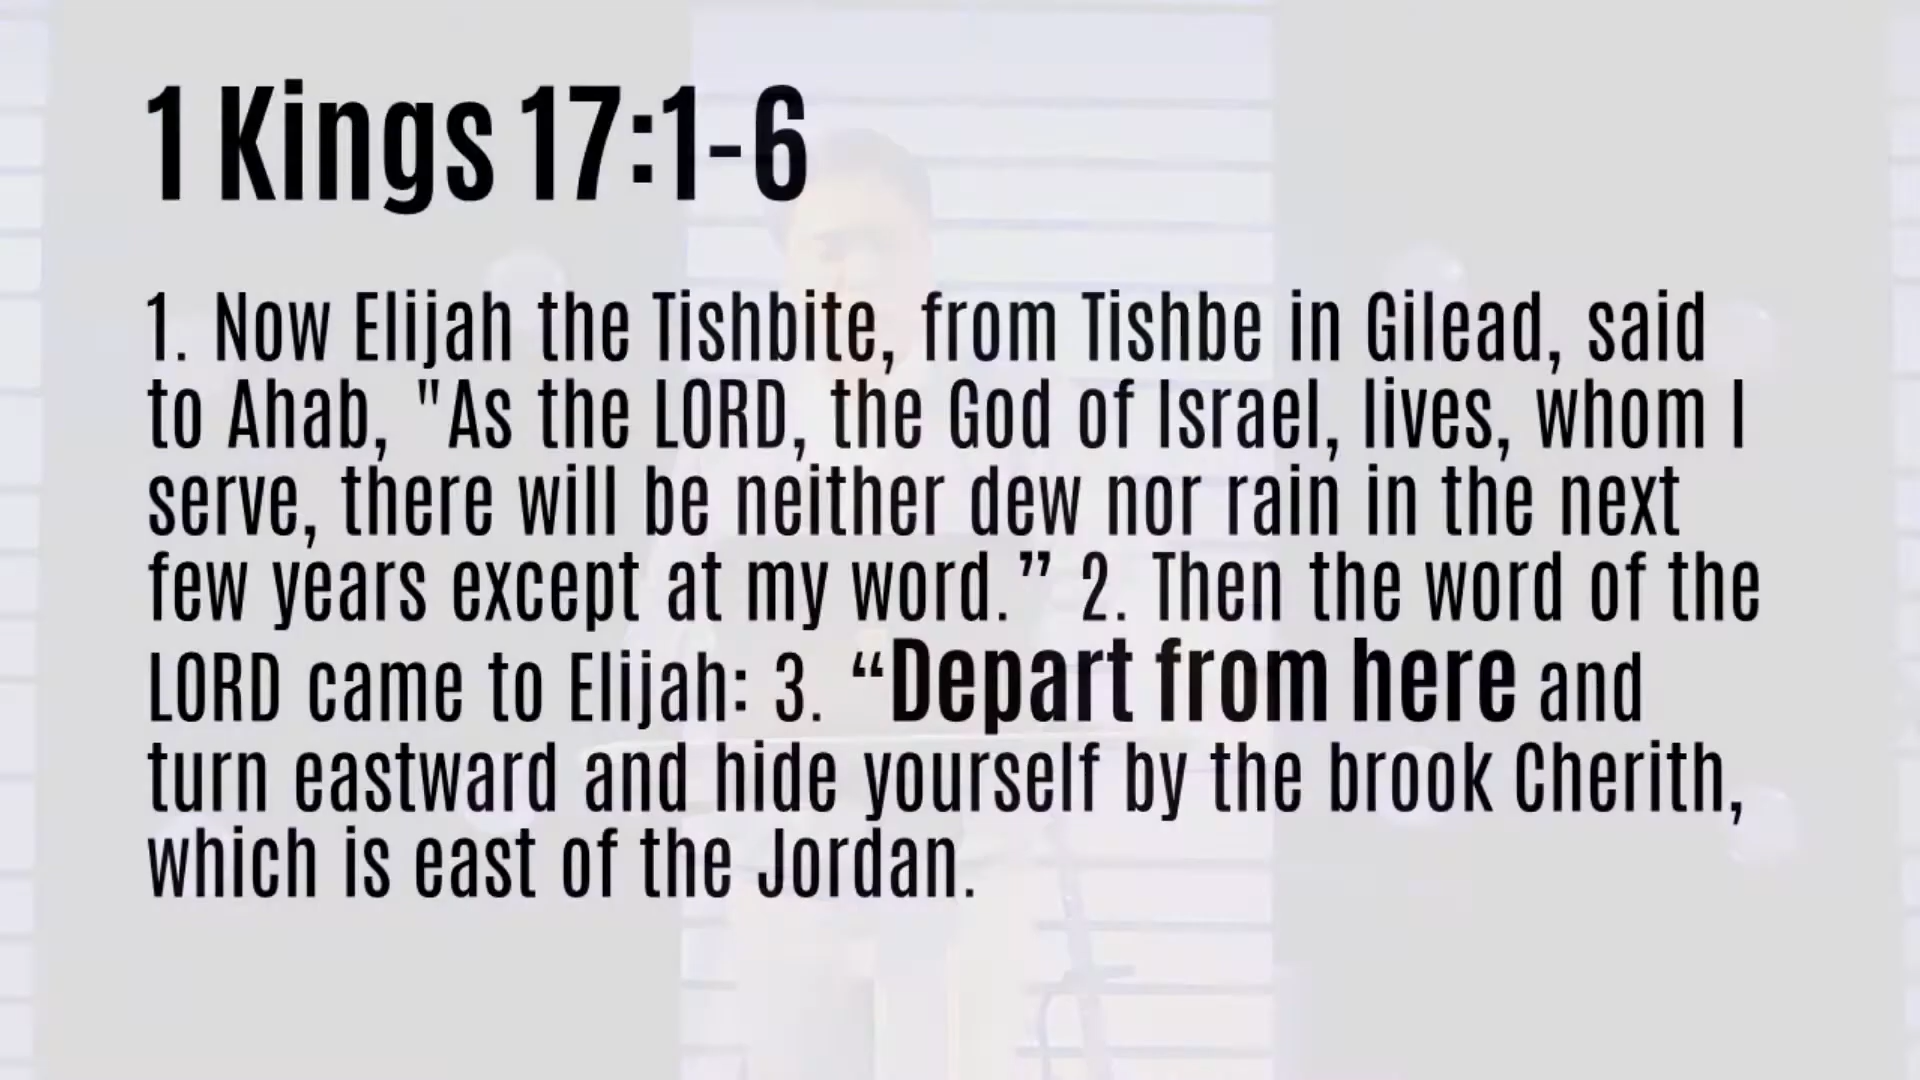 1 Kings 17:1-6
1. Now Elijah the Tishbite, from Tishbe in Gilead, said
to Ahab, "As the LORD, the God of Israel, lives, whom I
serve, there will be neither dew nor rain in the next
few years except at my word.” 2. Then the word of the
LORD came to Elijah: 3. “Depart from here and
turn eastward and hide yourself by the brook Cherith,
which is east of the Jordan.